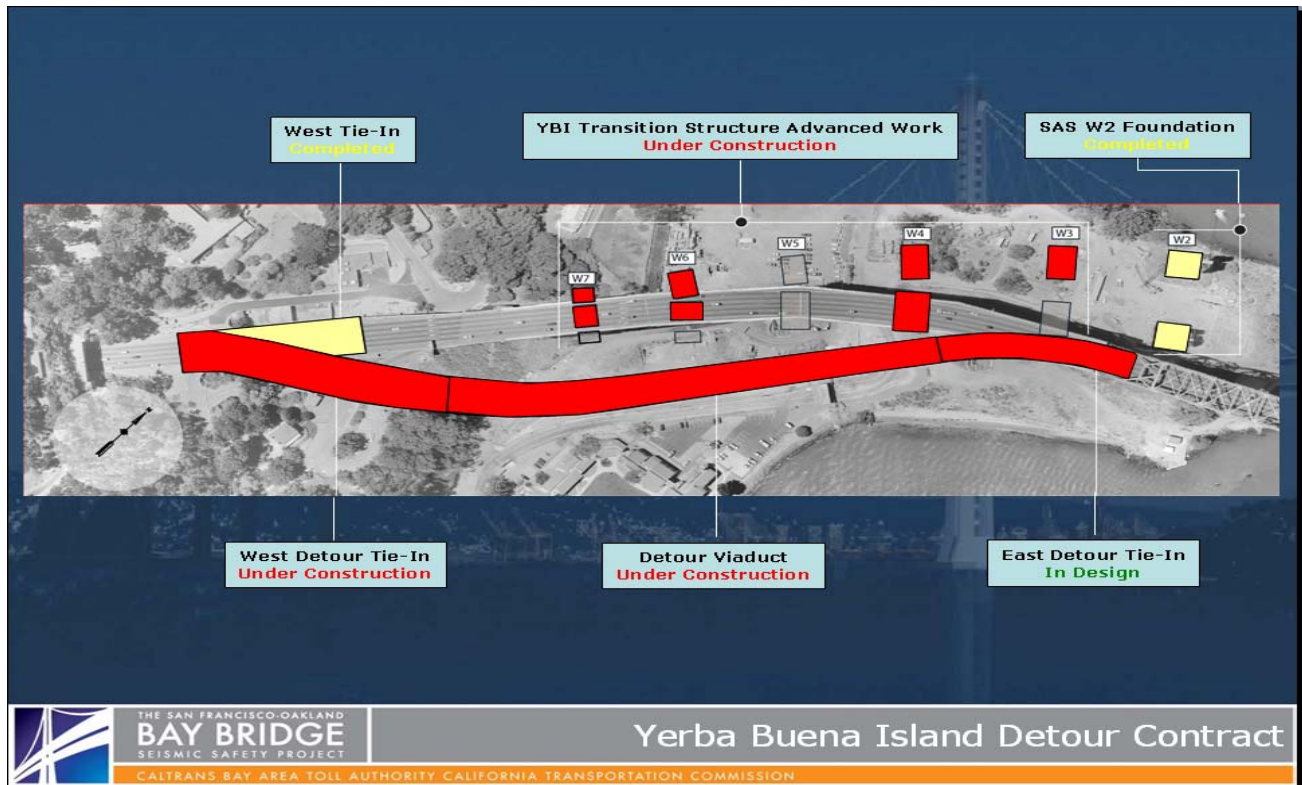 West Tie-In
Completed
YBI Transition Structure Advanced Work
Under Construction
SAS W2 Foundation
Completed
W7
W6
W5
W4
W3
W2
West Detour Tie-In
Under Construction
Detour Viaduct
Under Construction
East Detour Tie-In
In Design
THE SAN FRANCISCO-OAKLAND
BAY BRIDGE
SEISMIC SAFETY PROJECT
Yerba Buena Island Detour Contract
CALTRANS BAY AREA TOLL AUTHORITY CALIFORNIA TRANSPORTATION COMMISSION